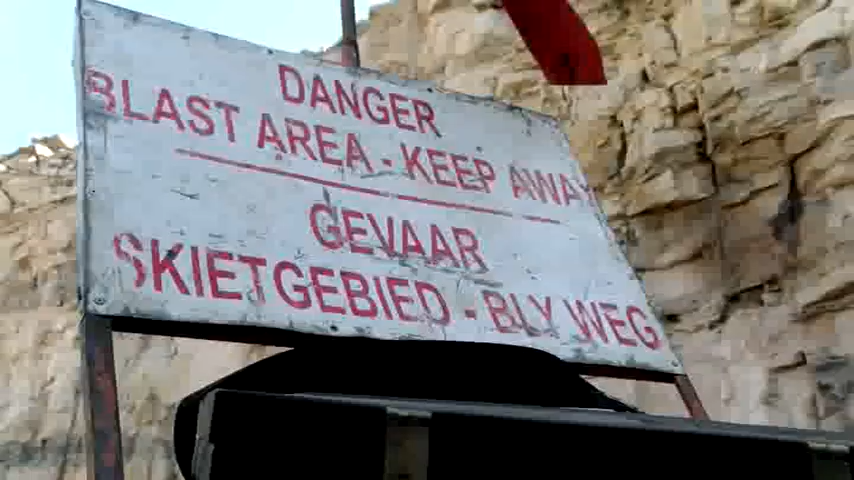 DANGER
BLAST AREA - KEEP AWAY
GEVAAR
SKIETGEBIED - BLY WEG